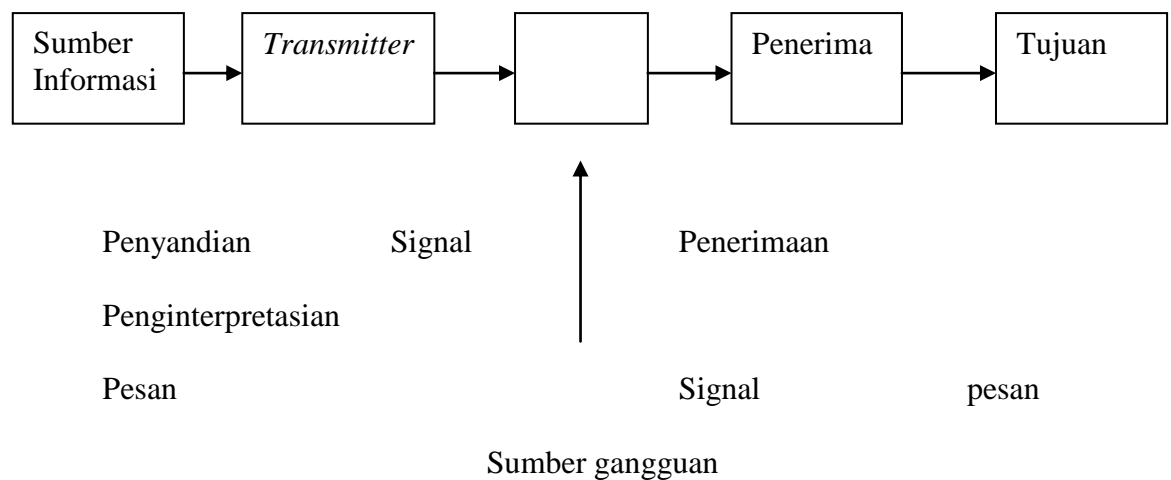 Sumber Informasi
Transmitter
Penerima
Tujuan
Penyandian Signal Penerimaan
Penginterpretasian
Pesan Signal pesan
Sumber gangguan